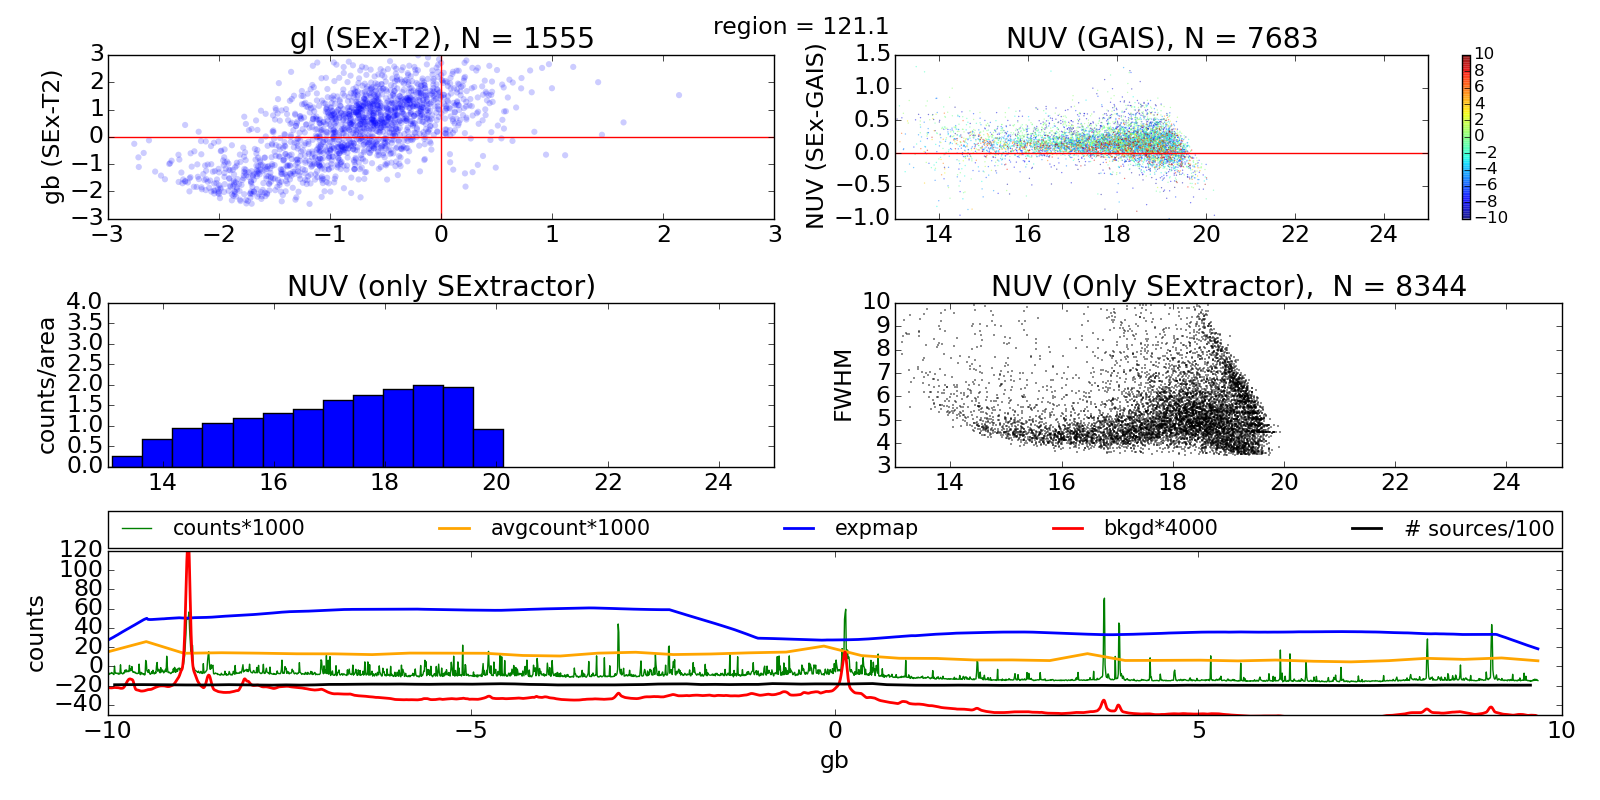 region = 121.1
gl (SEx-T2), N = 1555
gb (SEx-T2)
3
2
1
0
−1
−2
−3
−3 −2 −1 0 1 2 3
NUV (GAIS), N = 7683
NUV (SEx-GAIS)
1.5
1.0
0.5
0.0
−0.5
−1.0
14 16 18 20 22 24
10
8
6
4
2
0
−2
−4
−6
−8
−10
NUV (only SExtractor)
counts/area
4.0
3.5
3.0
2.5
2.0
1.5
1.0
0.5
0.0
14 16 18 20 22 24
NUV (Only SExtractor),  N = 8344
FWHM
10
9
8
7
6
5
4
3
14 16 18 20 22 24
counts*1000 avgcount*1000 expmap bkgd*4000 # sources/100
counts
120
100
80
60
40
20
0
−20
−40
−10 −5 0 5 10
gb